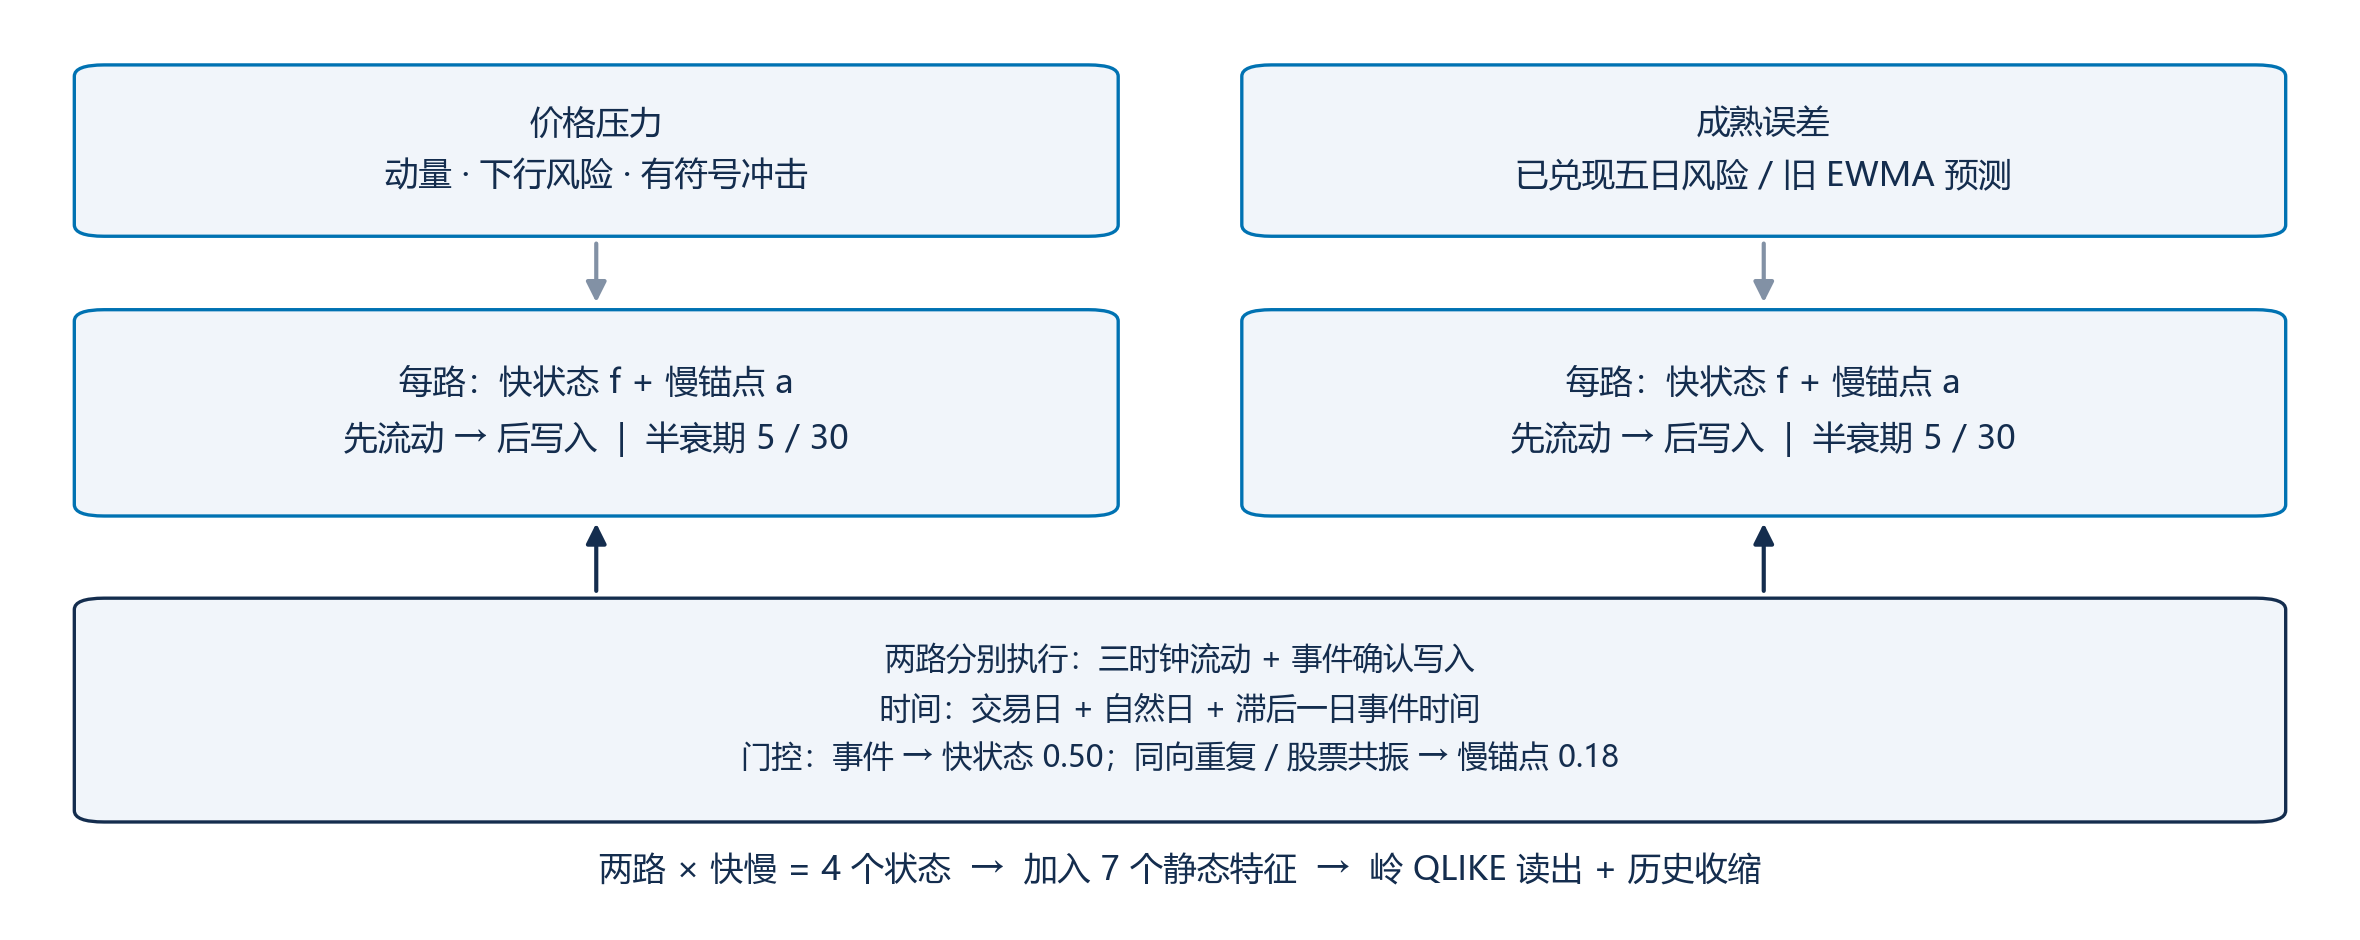 价格压力
动量 · 下行风险 · 有符号冲击
成熟误差
已兑现五日风险 / 旧 EWMA 预测
每路：快状态 f + 慢锚点 a
先流动 → 后写入 | 半衰期 5 / 30
每路：快状态 f + 慢锚点 a
先流动 → 后写入 | 半衰期 5 / 30
两路分别执行：三时钟流动 + 事件确认写入
时间：交易日 + 自然日 + 滞后一日事件时间
门控：事件 → 快状态 0.50；同向重复 / 股票共振 → 慢锚点 0.18
两路 × 快慢 = 4 个状态 → 加入 7 个静态特征 → 岭 QLIKE 读出 + 历史收缩